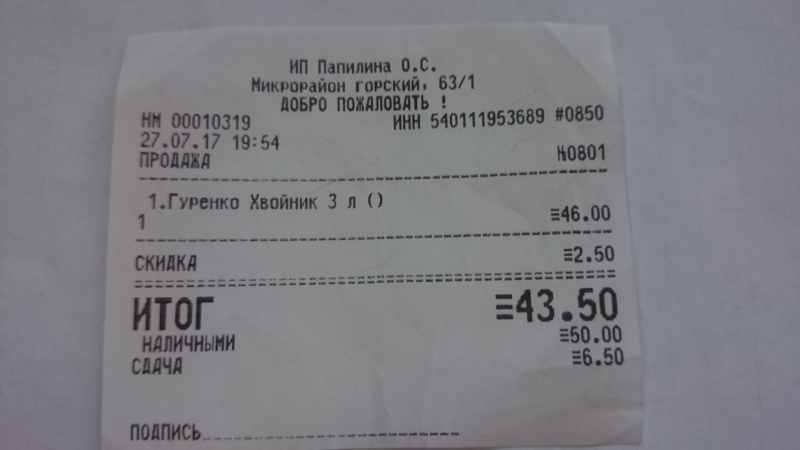 ИП Папилина О.С.
Микрорайон горский, 63/1
ДОБРО ПОЖАЛОВАТЬ !
НМ 00010319 ИНН 540111953689 #0850
27.07.17 19:54
ПРОДАЖА №0801
1.Гуренко Хвойник 3 л ()
1 ≡46.00
СКИДКА ≡2.50
ИТОГ ≡43.50
НАЛИЧНЫМИ ≡50.00
СДАЧА ≡6.50
ПОДПИСЬ